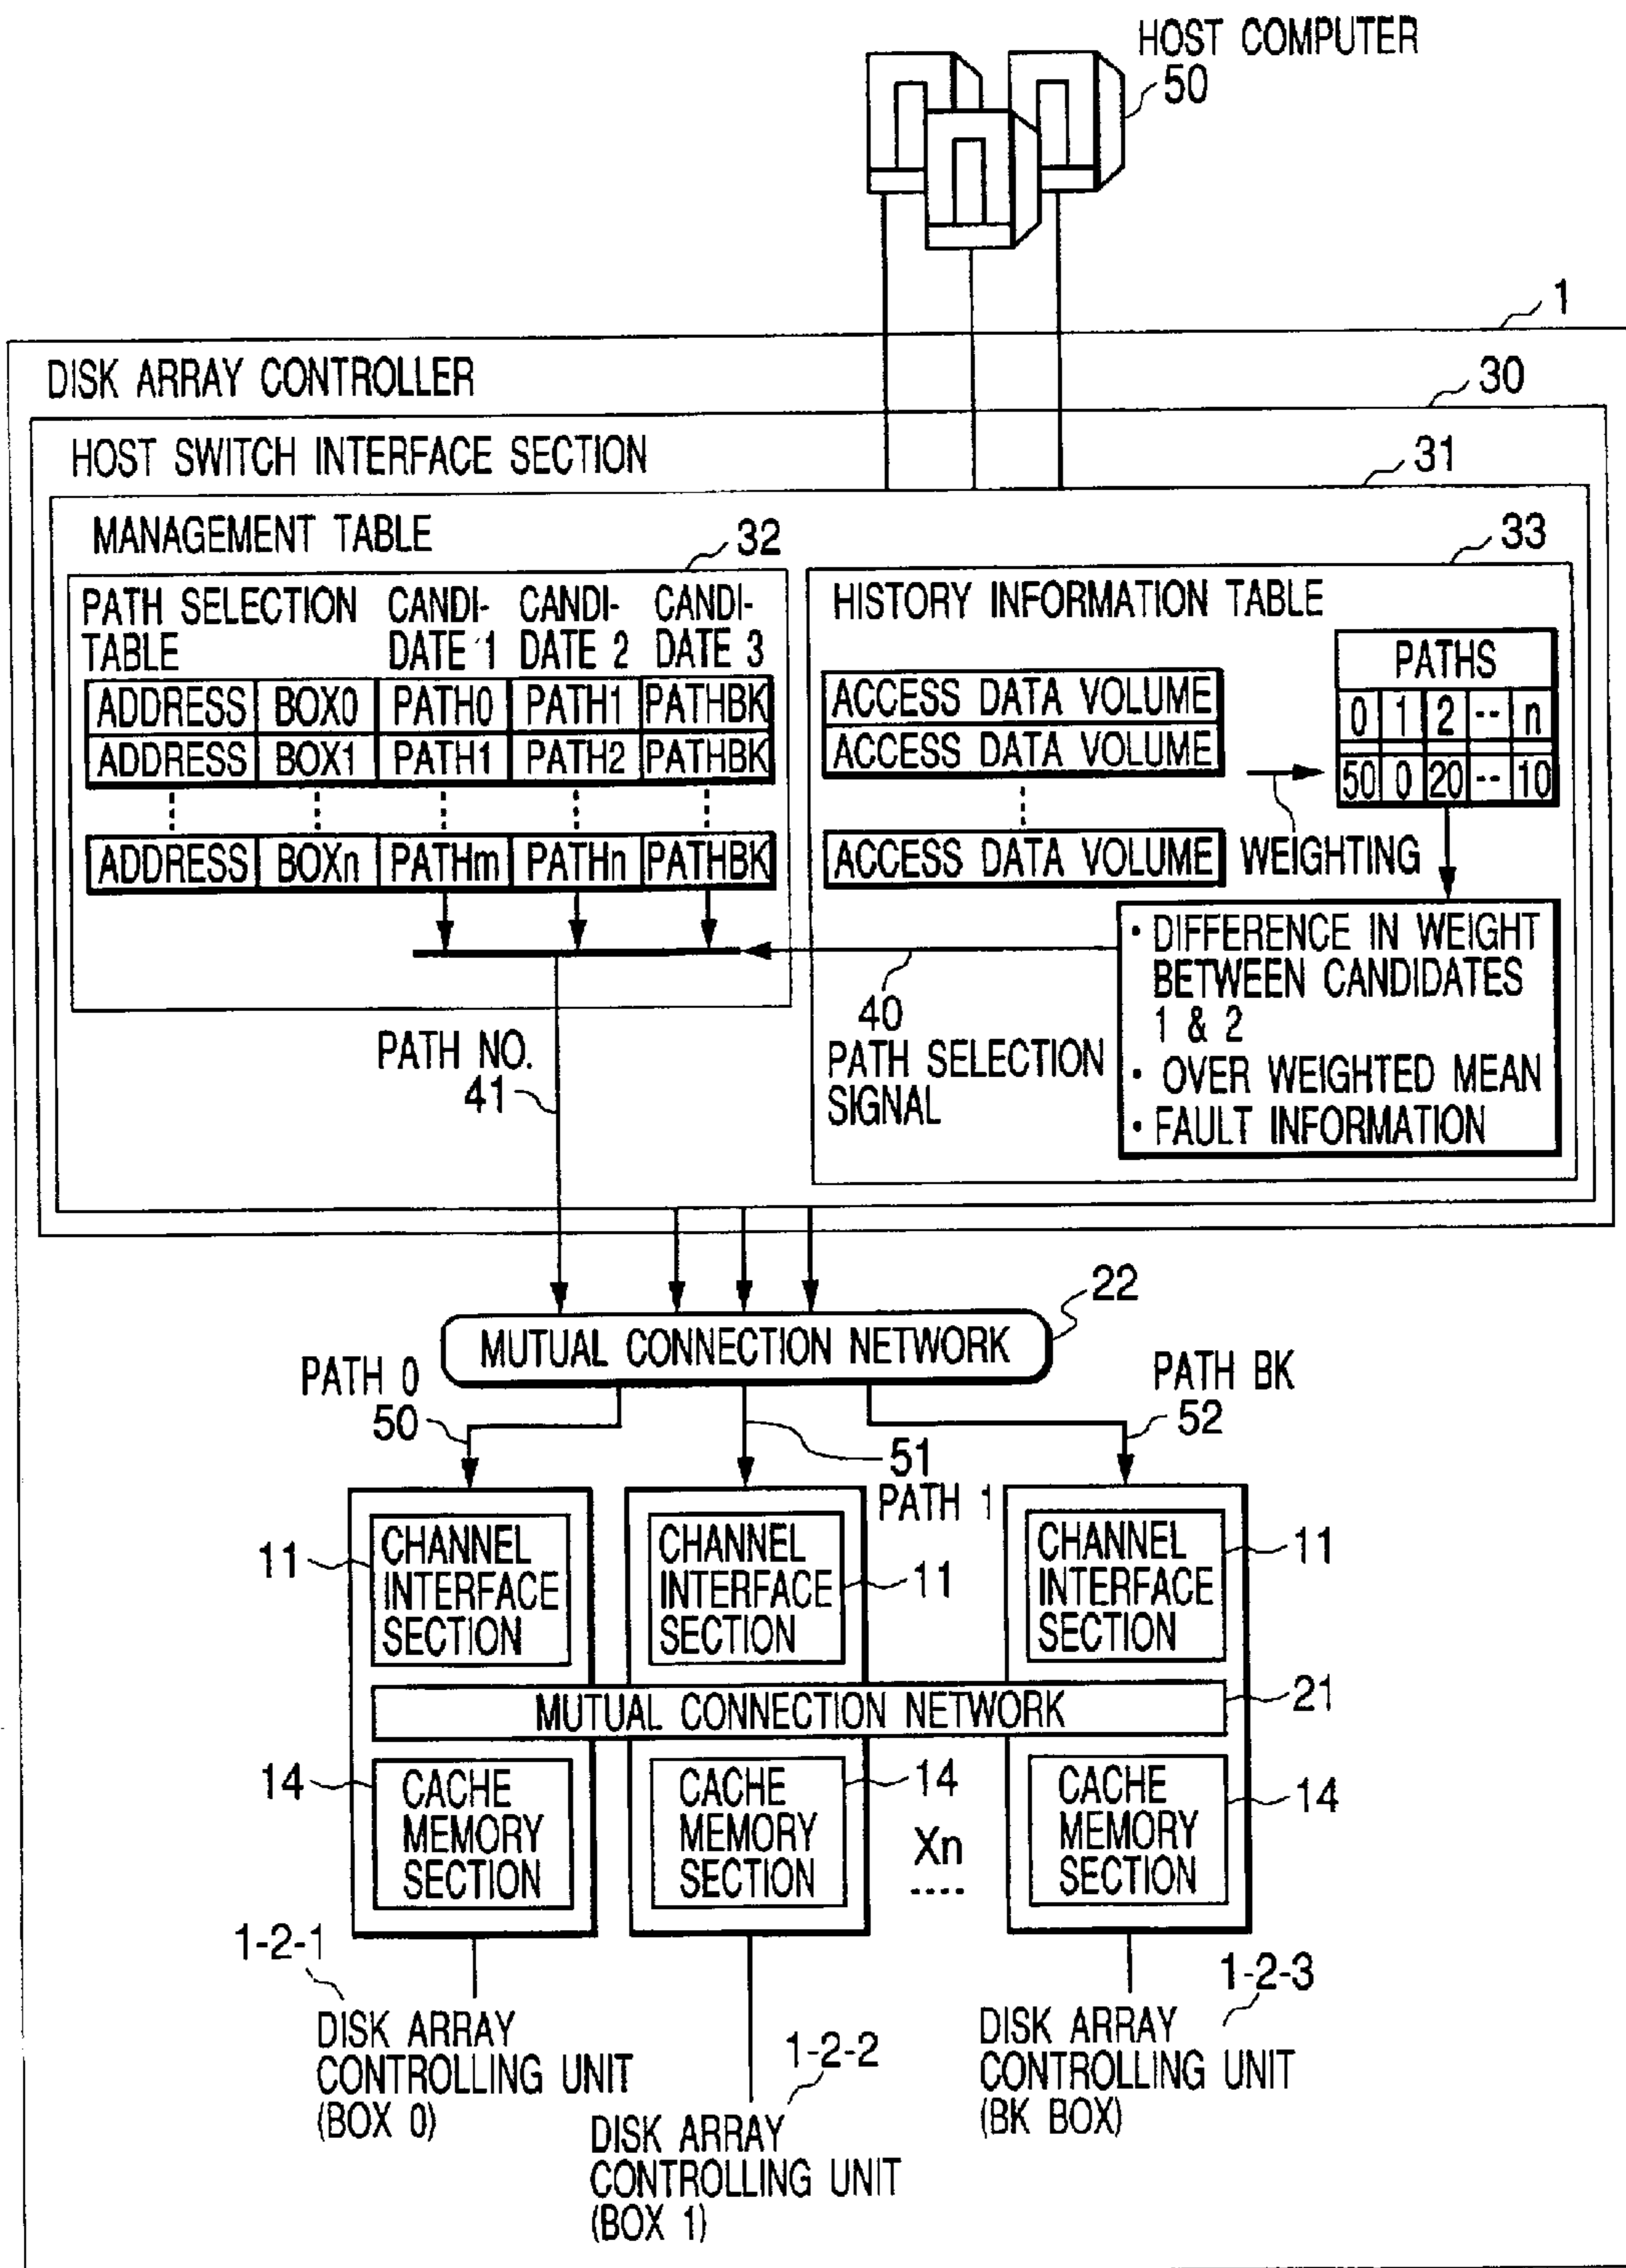 HOST COMPUTER
50
1
DISK ARRAY CONTROLLER
30
HOST SWITCH INTERFACE SECTION
31
MANAGEMENT TABLE
32
33
PATH SELECTION TABLE
CANDI-
DATE 1
CANDI-
DATE 2
CANDI-
DATE 3
ADDRESS BOX0 PATH0 PATH1 PATHBK
ADDRESS BOX1 PATH1 PATH2 PATHBK
ADDRESS BOXn PATHm PATHn PATHBK
HISTORY INFORMATION TABLE
ACCESS DATA VOLUME
ACCESS DATA VOLUME
ACCESS DATA VOLUME
WEIGHTING
PATHS
0 1 2 -- n
50 0 20 -- 10
• DIFFERENCE IN WEIGHT
BETWEEN CANDIDATES
1 & 2
• OVER WEIGHTED MEAN
• FAULT INFORMATION
40
PATH SELECTION
SIGNAL
PATH NO.
41
22
MUTUAL CONNECTION NETWORK
PATH 0
50
51
PATH 1
PATH BK
52
11
CHANNEL
INTERFACE
SECTION
CHANNEL
INTERFACE
SECTION
11
CHANNEL
INTERFACE
SECTION
11
MUTUAL CONNECTION NETWORK
21
14
CACHE
MEMORY
SECTION
CACHE
MEMORY
SECTION
14
Xn
CACHE
MEMORY
SECTION
14
1-2-1
DISK ARRAY
CONTROLLING UNIT
(BOX 0)
1-2-2
DISK ARRAY
CONTROLLING UNIT
(BOX 1)
1-2-3
DISK ARRAY
CONTROLLING UNIT
(BK BOX)